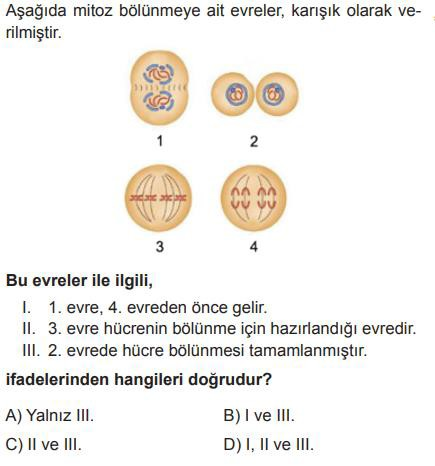 Aşağıda mitoz bölünmeye ait evreler, karışık olarak ve-
rilmiştir.
1
2
3
4
Bu evreler ile ilgili,
I. 1. evre, 4. evreden önce gelir.
II. 3. evre hücrenin bölünme için hazırlandığı evredir.
III. 2. evrede hücre bölünmesi tamamlanmıştır.
ifadelerinden hangileri doğrudur?
A) Yalnız III.
B) I ve III.
C) II ve III.
D) I, II ve III.